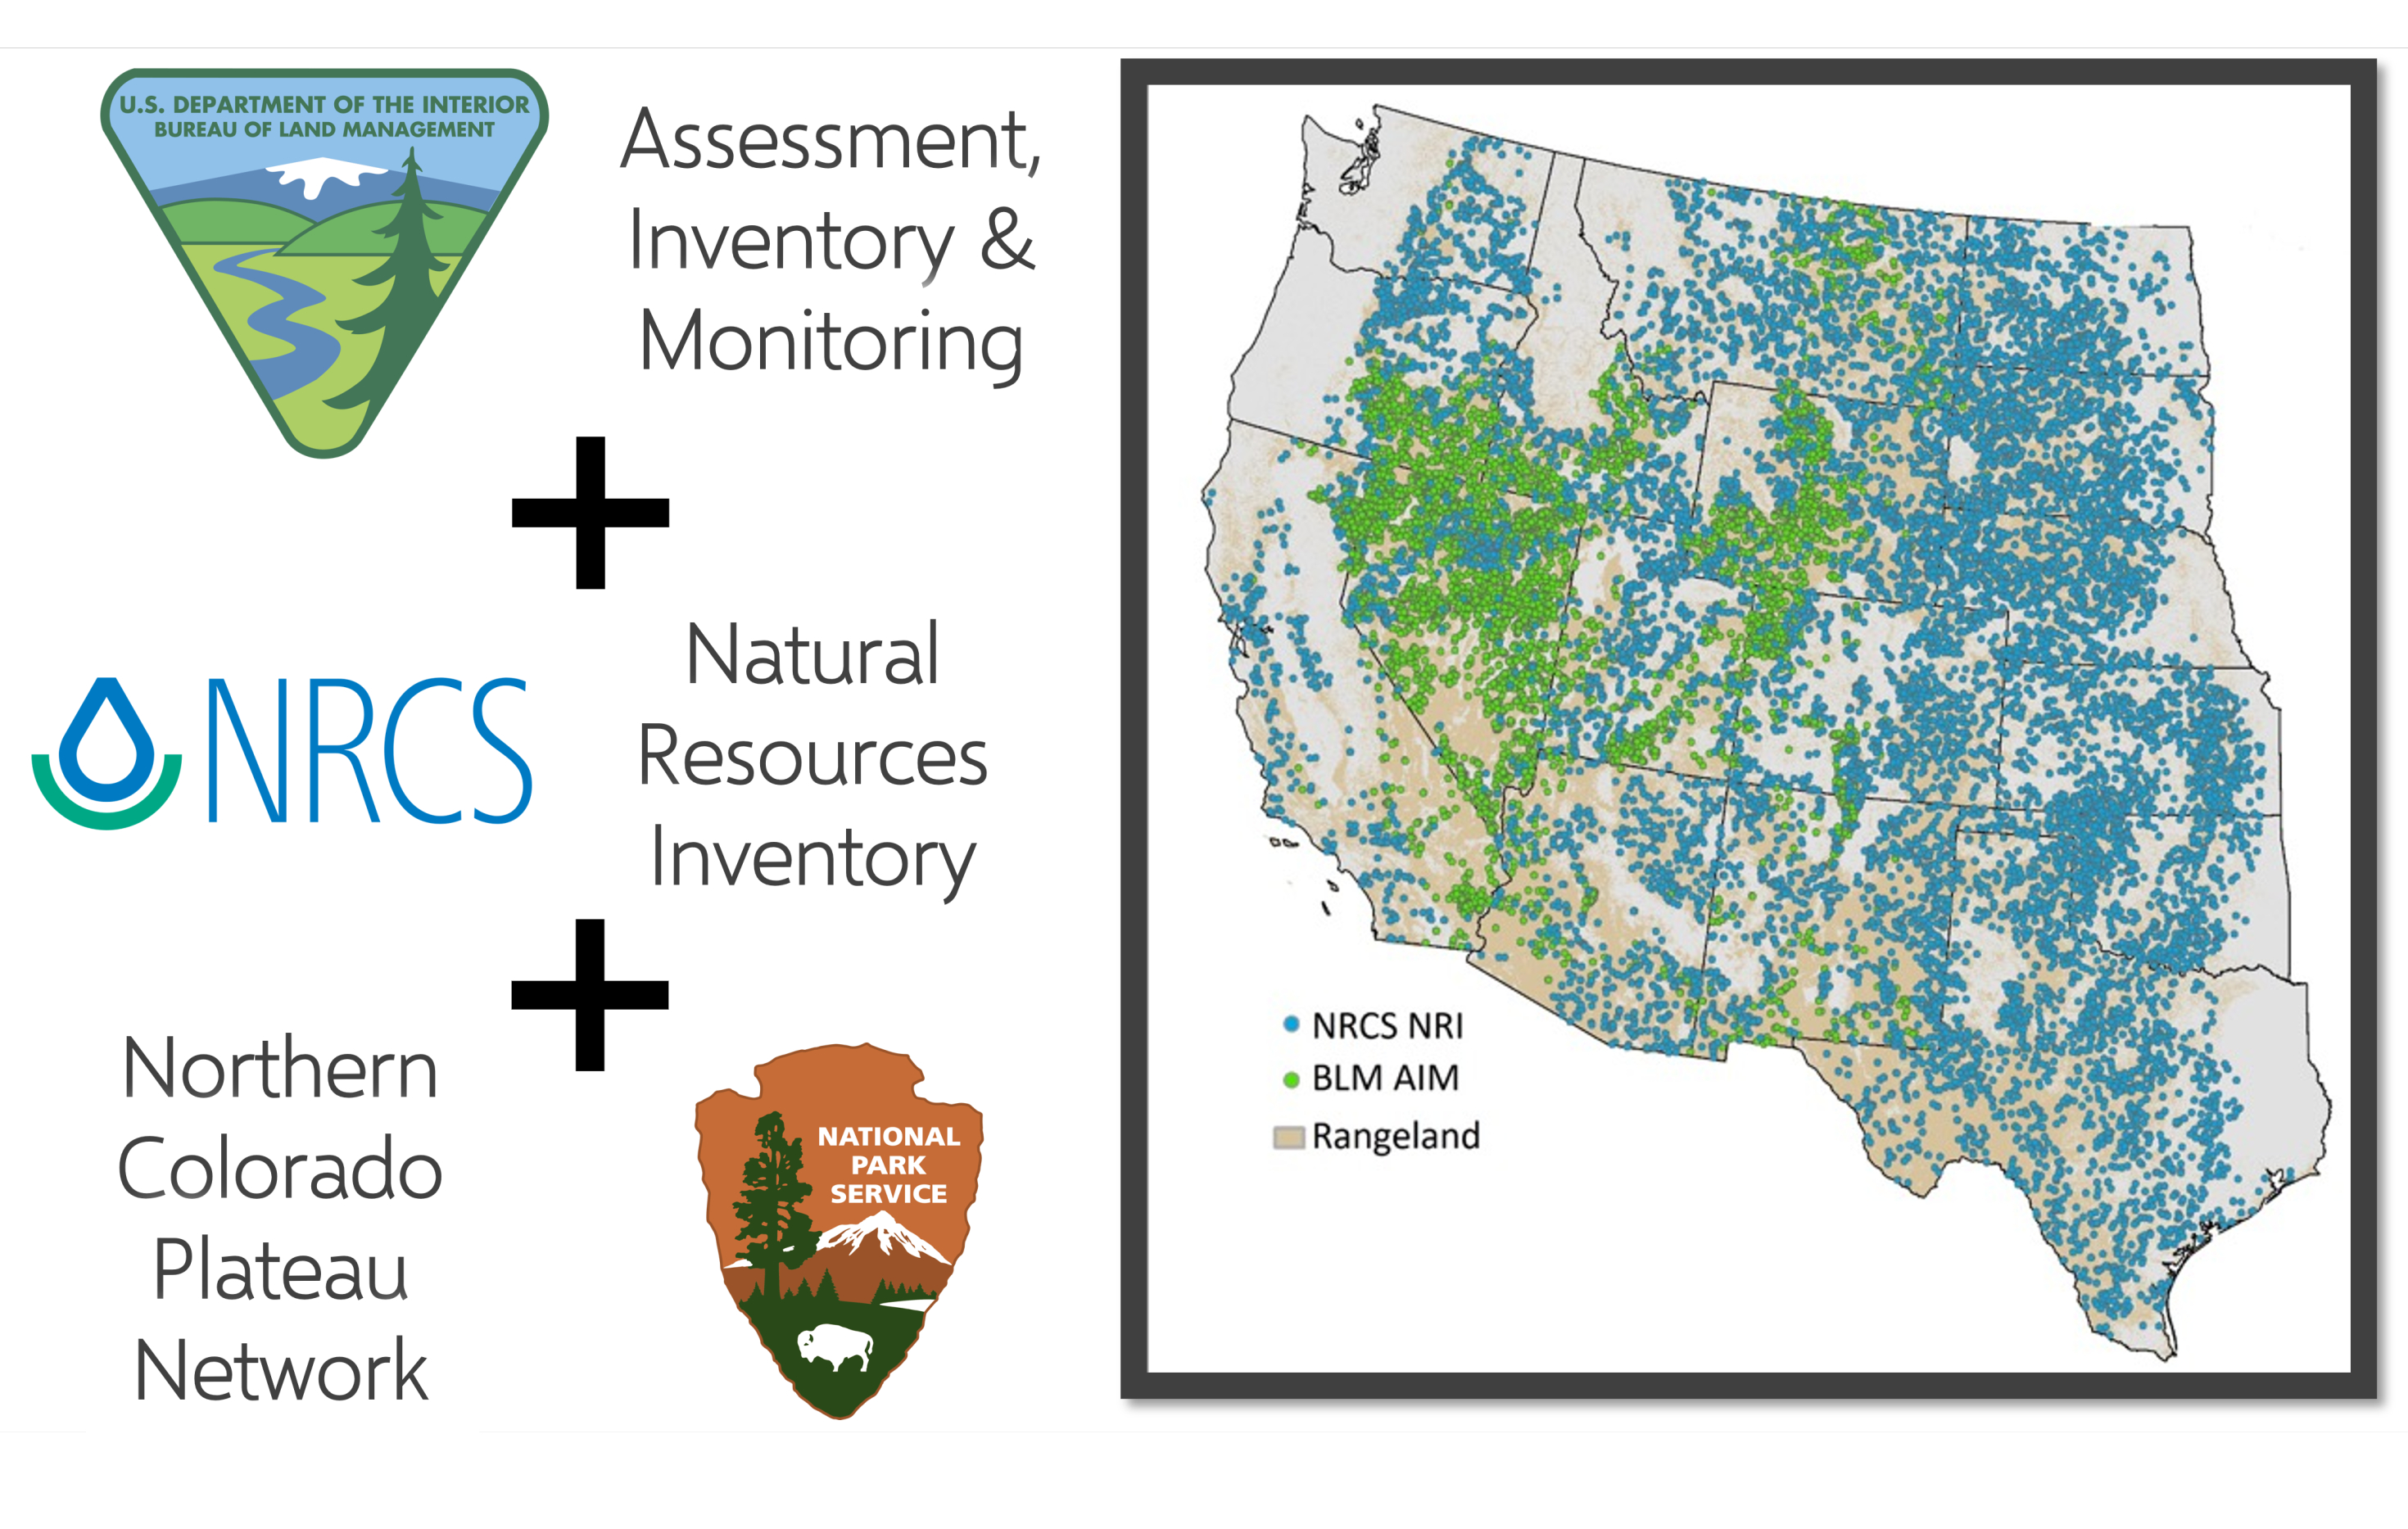 U.S. DEPARTMENT OF THE INTERIOR
BUREAU OF LAND MANAGEMENT
Assessment,
Inventory &
Monitoring
NRCS
Natural
Resources
Inventory
Northern
Colorado
Plateau
Network
NATIONAL
PARK
SERVICE
NRCS NRI
BLM AIM
Rangeland